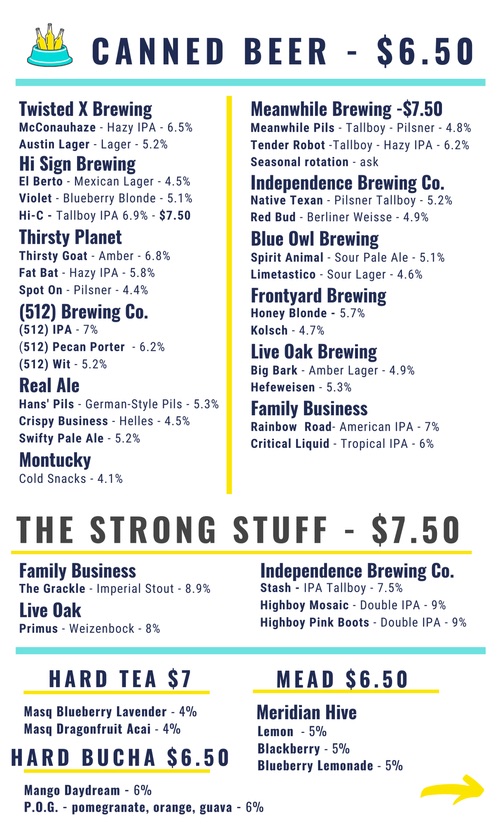 CANNED BEER - $6.50
Twisted X Brewing
McConauhaze - Hazy IPA - 6.5%
Austin Lager - Lager - 5.2%
Hi Sign Brewing
El Berto - Mexican Lager - 4.5%
Violet - Blueberry Blonde - 5.1%
Hi-C - Tallboy IPA 6.9% - $7.50
Thirsty Planet
Thirsty Goat - Amber - 6.8%
Fat Bat - Hazy IPA - 5.8%
Spot On - Pilsner - 4.4%
(512) Brewing Co.
(512) IPA - 7%
(512) Pecan Porter - 6.2%
(512) Wit - 5.2%
Real Ale
Hans' Pils - German-Style Pils - 5.3%
Crispy Business - Helles - 4.5%
Swifty Pale Ale - 5.2%
Montucky
Cold Snacks - 4.1%
Meanwhile Brewing -$7.50
Meanwhile Pils - Tallboy - Pilsner - 4.8%
Tender Robot -Tallboy - Hazy IPA - 6.2%
Seasonal rotation - ask
Independence Brewing Co.
Native Texan - Pilsner Tallboy - 5.2%
Red Bud - Berliner Weisse - 4.9%
Blue Owl Brewing
Spirit Animal - Sour Pale Ale - 5.1%
Limetastico - Sour Lager - 4.6%
Frontyard Brewing
Honey Blonde - 5.7%
Kolsch - 4.7%
Live Oak Brewing
Big Bark - Amber Lager - 4.9%
Hefeweisen - 5.3%
Family Business
Rainbow Road- American IPA - 7%
Critical Liquid - Tropical IPA - 6%
THE STRONG STUFF - $7.50
Family Business
The Grackle - Imperial Stout - 8.9%
Live Oak
Primus - Weizenbock - 8%
Independence Brewing Co.
Stash - IPA Tallboy - 7.5%
Highboy Mosaic - Double IPA - 9%
Highboy Pink Boots - Double IPA - 9%
HARD TEA $7
Masq Blueberry Lavender - 4%
Masq Dragonfruit Acai - 4%
HARD BUCHA $6.50
Mango Daydream - 6%
P.O.G. - pomegranate, orange, guava - 6%
MEAD $6.50
Meridian Hive
Lemon - 5%
Blackberry - 5%
Blueberry Lemonade - 5%